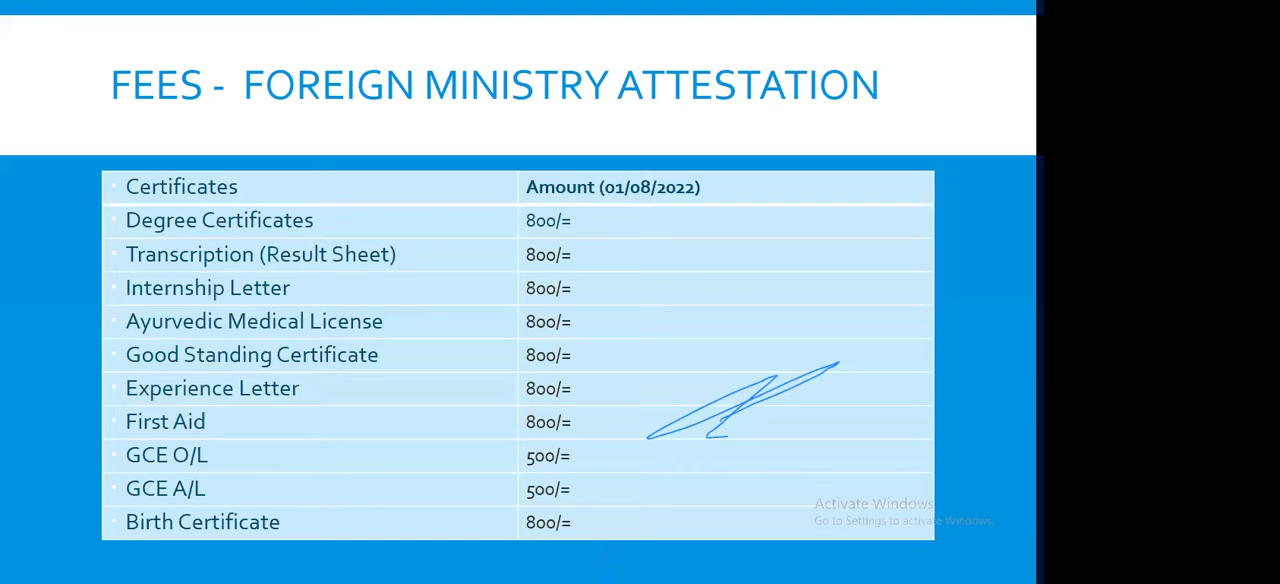 FEES - FOREIGN MINISTRY ATTESTATION
Certificates Amount (01/08/2022)
Degree Certificates 800/=
Transcription (Result Sheet) 800/=
Internship Letter 800/=
Ayurvedic Medical License 800/=
Good Standing Certificate 800/=
Experience Letter 800/=
First Aid 800/=
GCE O/L 500/=
GCE A/L 500/=
Birth Certificate 800/=
Activate Windows
Go to Settings to activate Windows.